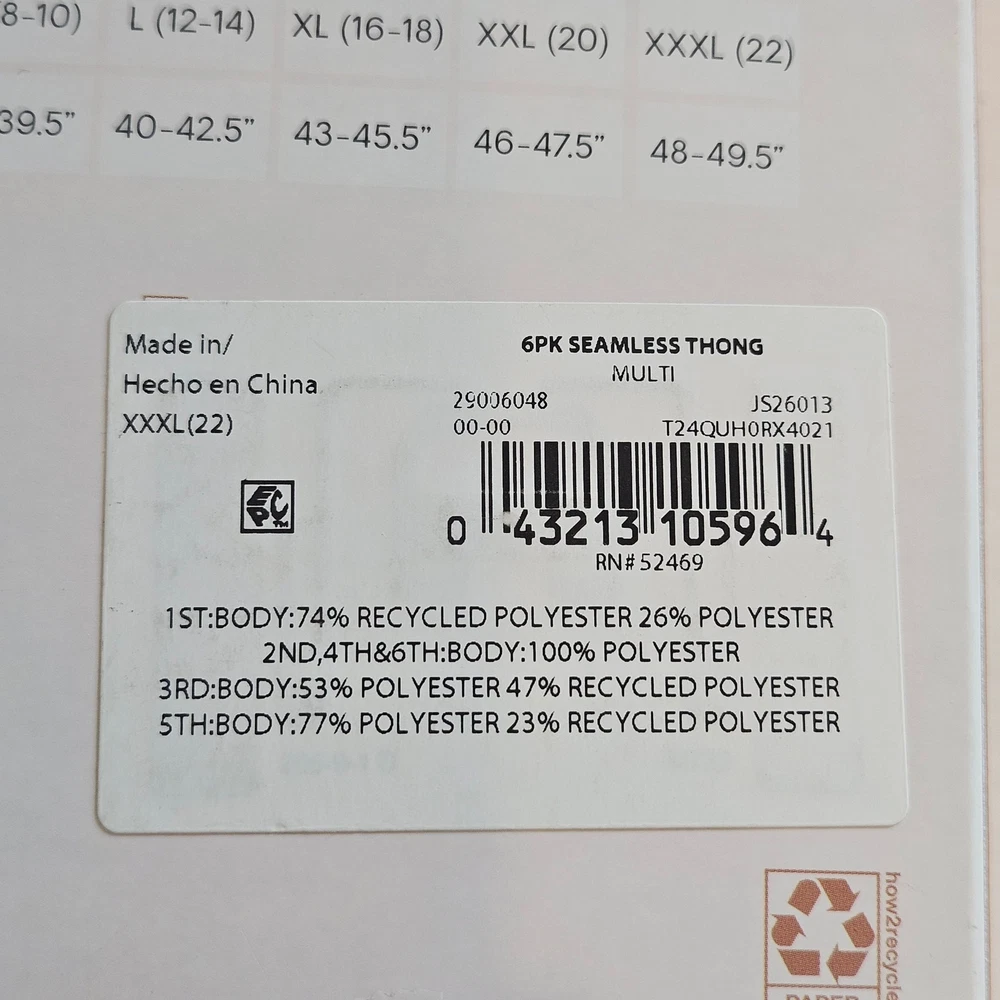 8-10) L (12-14) XL (16-18) XXL (20) XXXL (22)
39.5" 40-42.5" 43-45.5" 46-47.5" 48-49.5"
Made in/
Hecho en China
XXXL(22)
6PK SEAMLESS THONG
MULTI
29006048 JS26013
00-00 T24QUH0RX4021
EPC™
0 43213 10596 4
RN# 52469
1ST:BODY:74% RECYCLED POLYESTER 26% POLYESTER
2ND,4TH&6TH:BODY:100% POLYESTER
3RD:BODY:53% POLYESTER 47% RECYCLED POLYESTER
5TH:BODY:77% POLYESTER 23% RECYCLED POLYESTER
how2recycle
PAPER